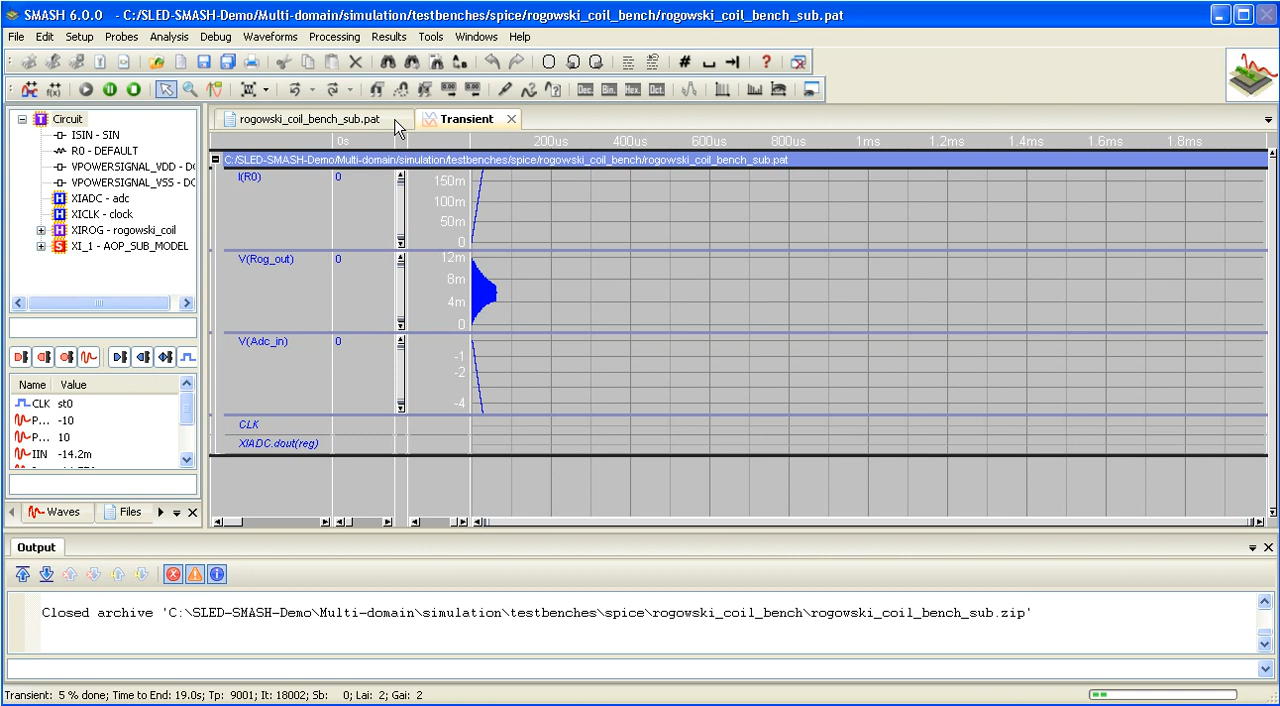 SMASH 6.0.0 - C:/SLED-SMASH-Demo/Multi-domain/simulation/testbenches/spice/rogowski_coil_bench/rogowski_coil_bench_sub.pat
File Edit Setup Probes Analysis Debug Waveforms Processing Results Tools Windows Help
Dec. Bin. Hex. Oct.
Circuit
ISIN - SIN
R0 - DEFAULT
VPOWERSIGNAL_VDD - DC
VPOWERSIGNAL_VSS - DC
XIADC - adc
XICLK - clock
XIROG - rogowski_coil
XI_1 - AOP_SUB_MODEL
Name Value
CLK st0
P... -10
P... 10
IIN -14.2m
Waves Files
rogowski_coil_bench_sub.pat Transient
0s 200us 400us 600us 800us 1ms 1.2ms 1.4ms 1.6ms 1.8ms
C:/SLED-SMASH-Demo/Multi-domain/simulation/testbenches/spice/rogowski_coil_bench/rogowski_coil_bench_sub.pat
I(R0) 0
150m
100m
50m
0
V(Rog_out) 0
12m
8m
4m
0
V(Adc_in) 0
-1
-2
-4
CLK
XIADC.dout(reg)
Output
Closed archive 'C:\SLED-SMASH-Demo\Multi-domain\simulation\testbenches\spice\rogowski_coil_bench\rogowski_coil_bench_sub.zip'
Transient: 5 % done; Time to End: 19.0s; Tp: 9001; It: 18002; Sb: 0; Lai: 2; Gai: 2